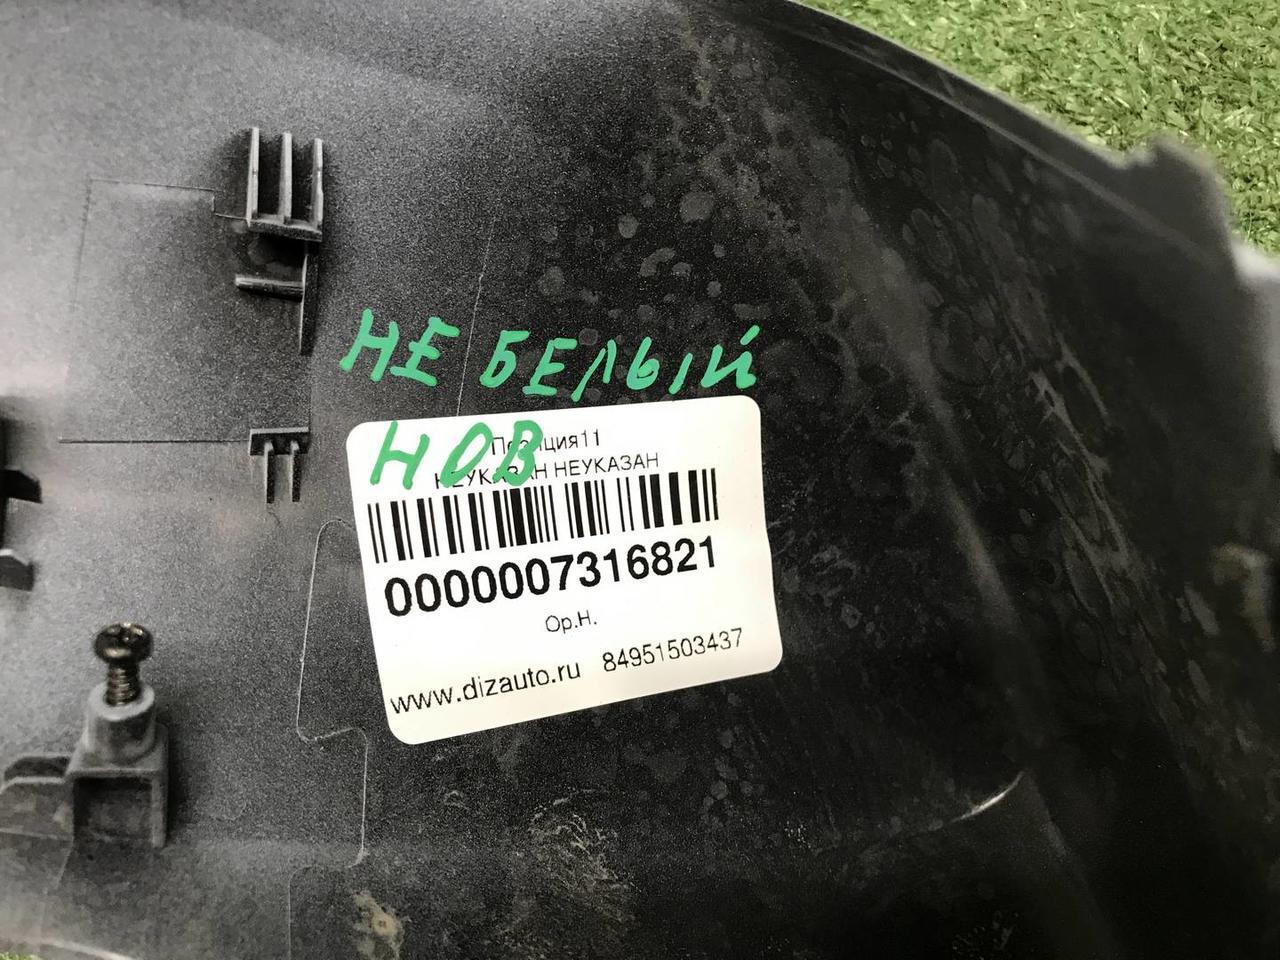 НЕ БЕЛЫЙ
НОВ
Позиция11
НЕУКАЗАН НЕУКАЗАН
0000007316821
Ор.Н.
www.dizauto.ru 84951503437